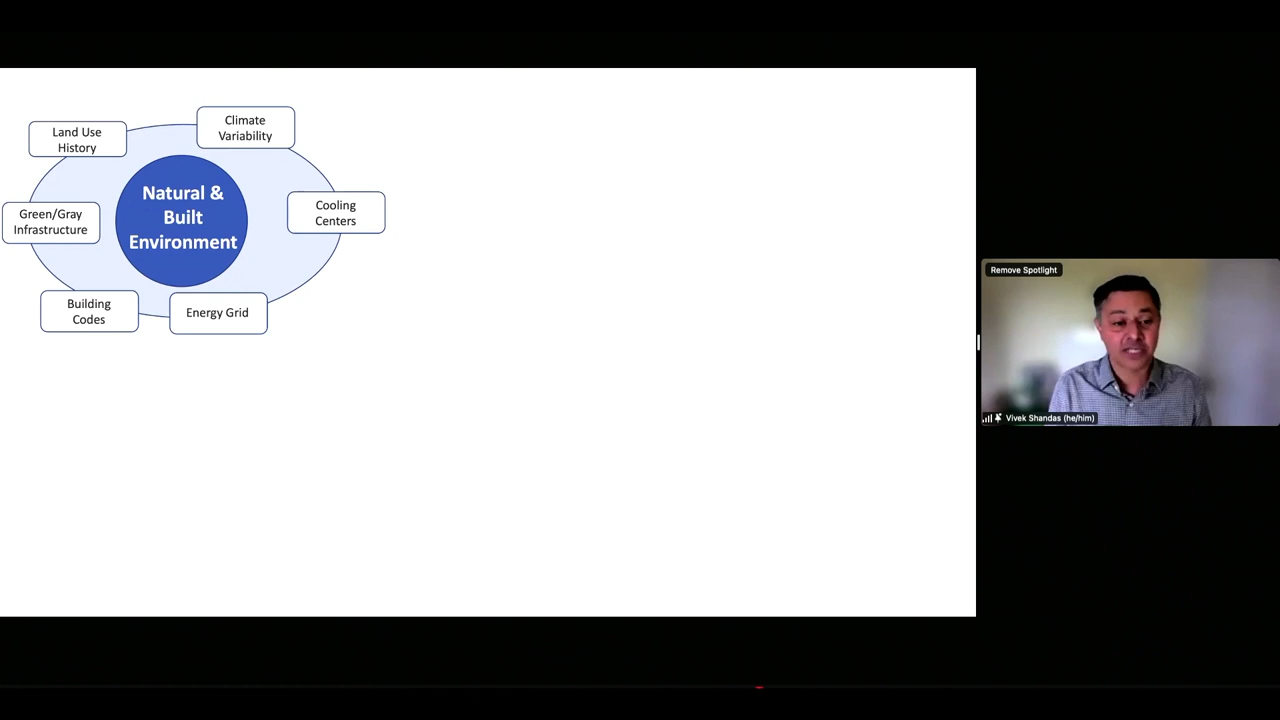 Climate
Variability
Land Use
History
Natural &
Built
Environment
Cooling
Centers
Green/Gray
Infrastructure
Building
Codes
Energy Grid
Remove Spotlight
Vivek Shandas (he/him)